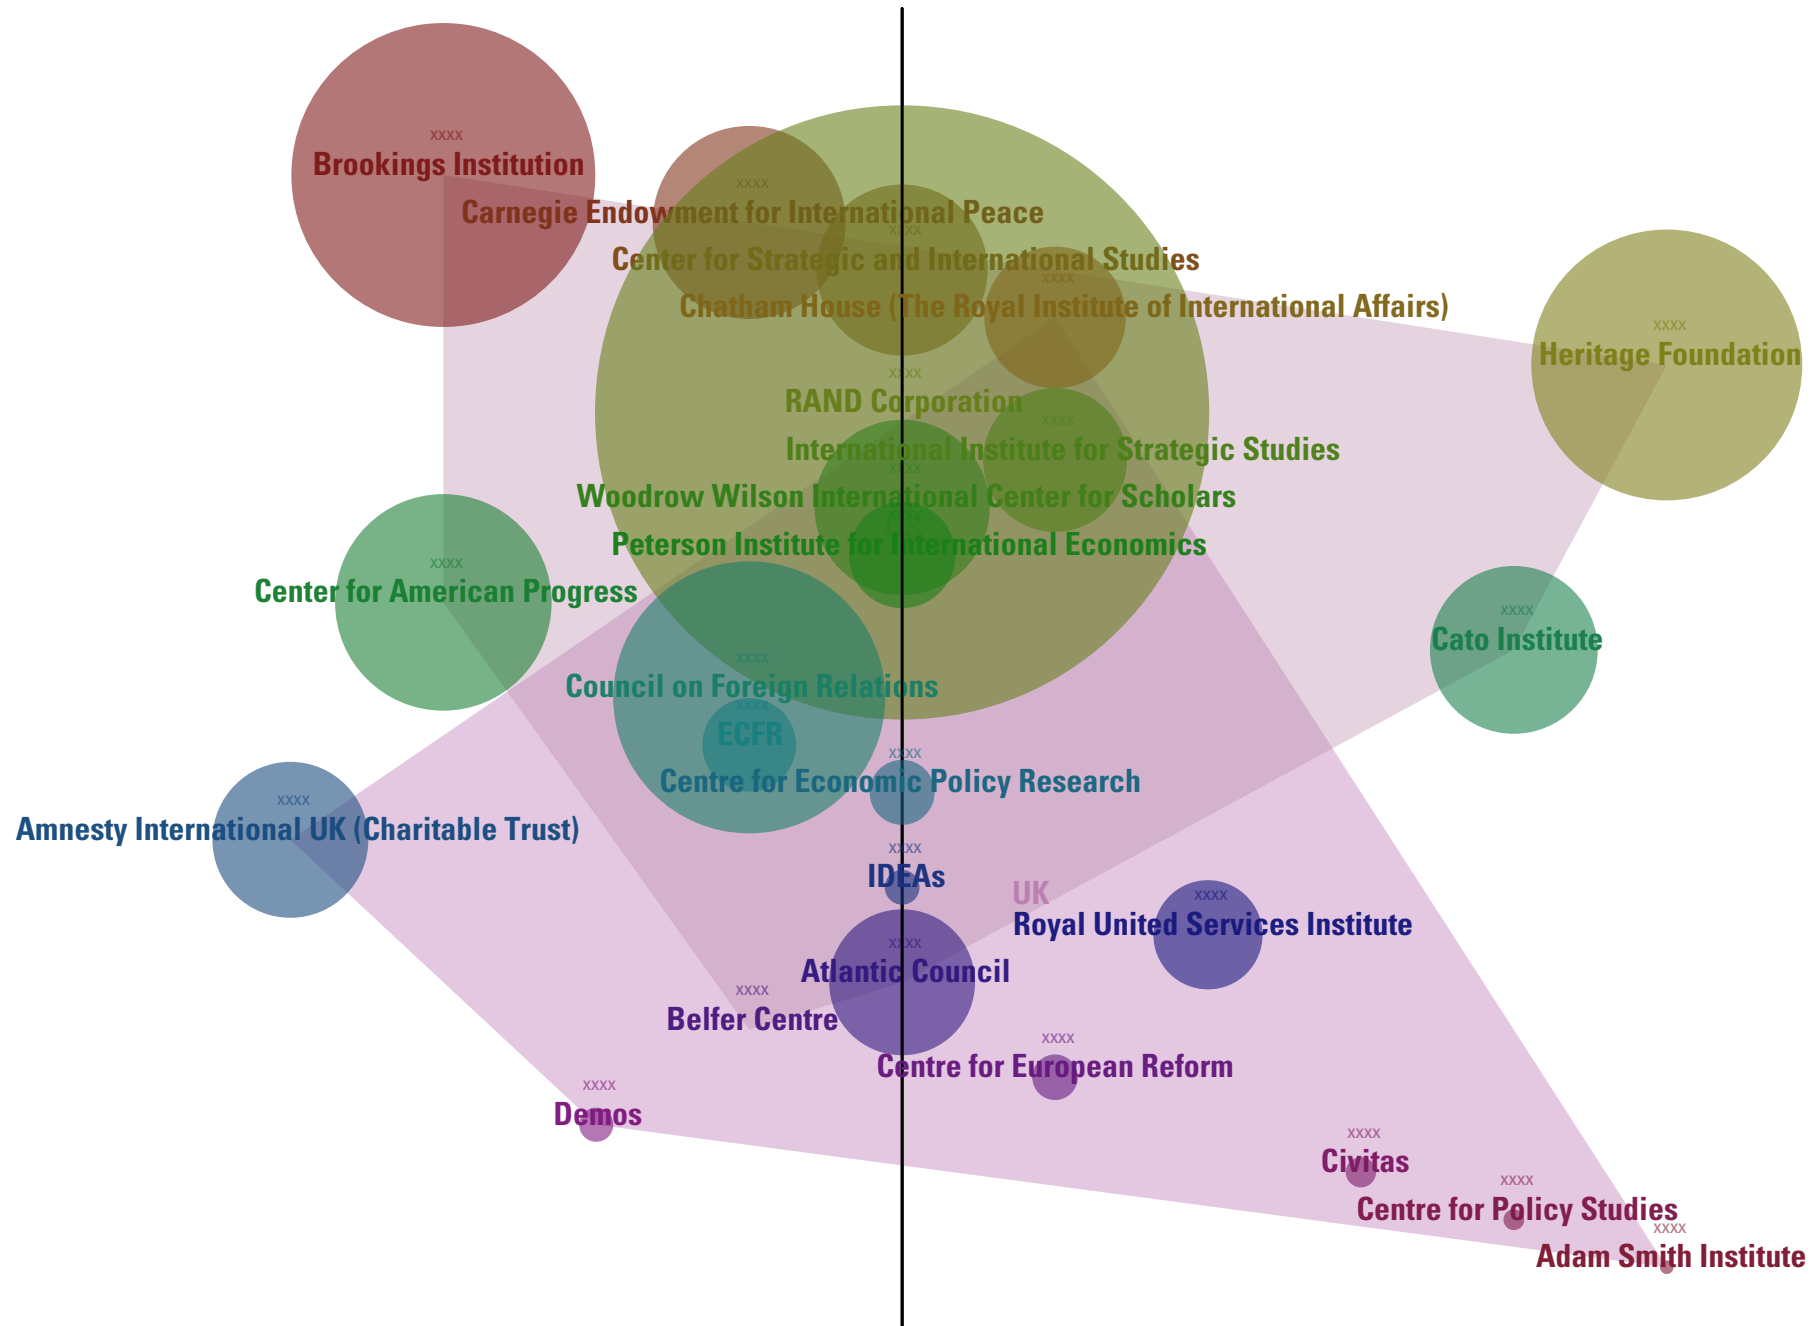 xxxx
Brookings Institution
xxxx
Carnegie Endowment for International Peace
xxxx
Center for Strategic and International Studies
xxxx
Chatham House (The Royal Institute of International Affairs)
xxxx
Heritage Foundation
xxxx
RAND Corporation
xxxx
International Institute for Strategic Studies
xxxx
Woodrow Wilson International Center for Scholars
xxxx
Peterson Institute for International Economics
xxxx
Center for American Progress
xxxx
Cato Institute
xxxx
Council on Foreign Relations
xxxx
ECFR
xxxx
Centre for Economic Policy Research
xxxx
Amnesty International UK (Charitable Trust)
xxxx
IDEAs
UK
xxxx
Royal United Services Institute
xxxx
Atlantic Council
xxxx
Belfer Centre
xxxx
Centre for European Reform
xxxx
Demos
xxxx
Civitas
xxxx
Centre for Policy Studies
xxxx
Adam Smith Institute